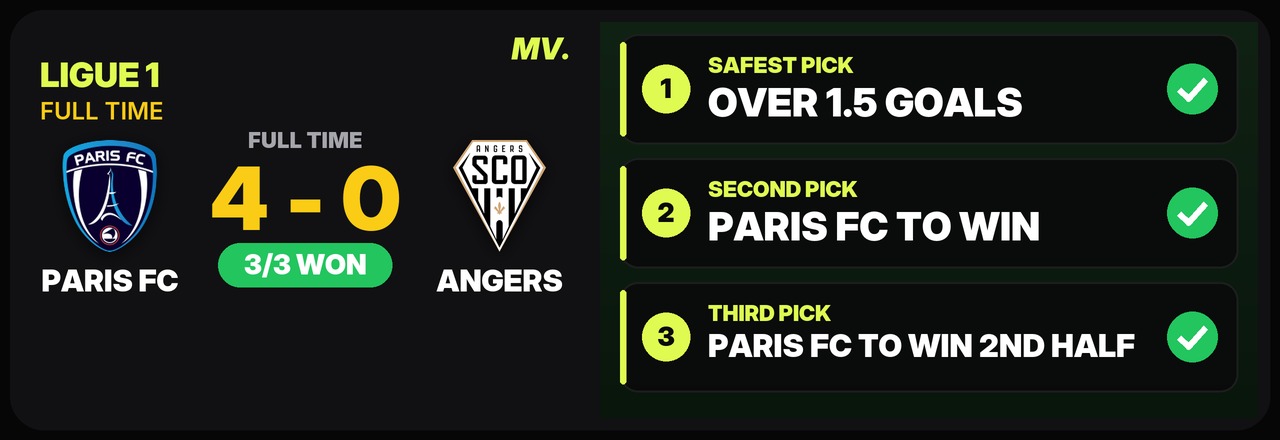 MV.
LIGUE 1
FULL TIME
PARIS FC
FULL TIME
4 - 0
3/3 WON
ANGERS
SCO
PARIS FC
ANGERS
1
SAFEST PICK
OVER 1.5 GOALS
2
SECOND PICK
PARIS FC TO WIN
3
THIRD PICK
PARIS FC TO WIN 2ND HALF